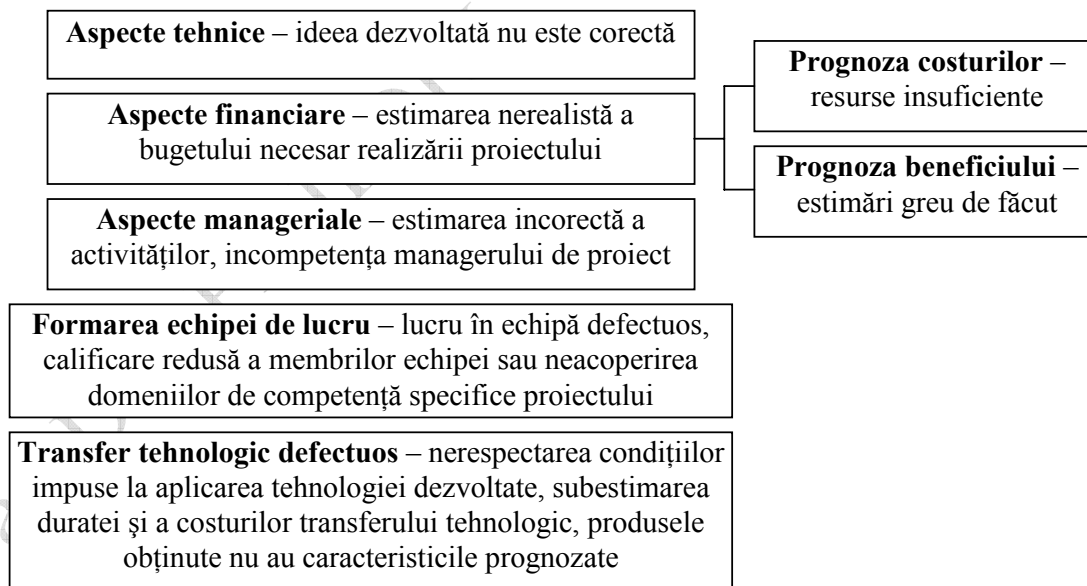 Aspecte tehnice – ideea dezvoltată nu este corectă
Aspecte financiare – estimarea nerealistă a
bugetului necesar realizării proiectului
Prognoza costurilor –
resurse insuficiente
Prognoza beneficiului –
estimări greu de făcut
Aspecte manageriale – estimarea incorectă a
activităților, incompetența managerului de proiect
Formarea echipei de lucru – lucru în echipă defectuos,
calificare redusă a membrilor echipei sau neacoperirea
domeniilor de competență specifice proiectului
Transfer tehnologic defectuos – nerespectarea condițiilor
impuse la aplicarea tehnologiei dezvoltate, subestimarea
duratei şi a costurilor transferului tehnologic, produsele
obținute nu au caracteristicile prognozate